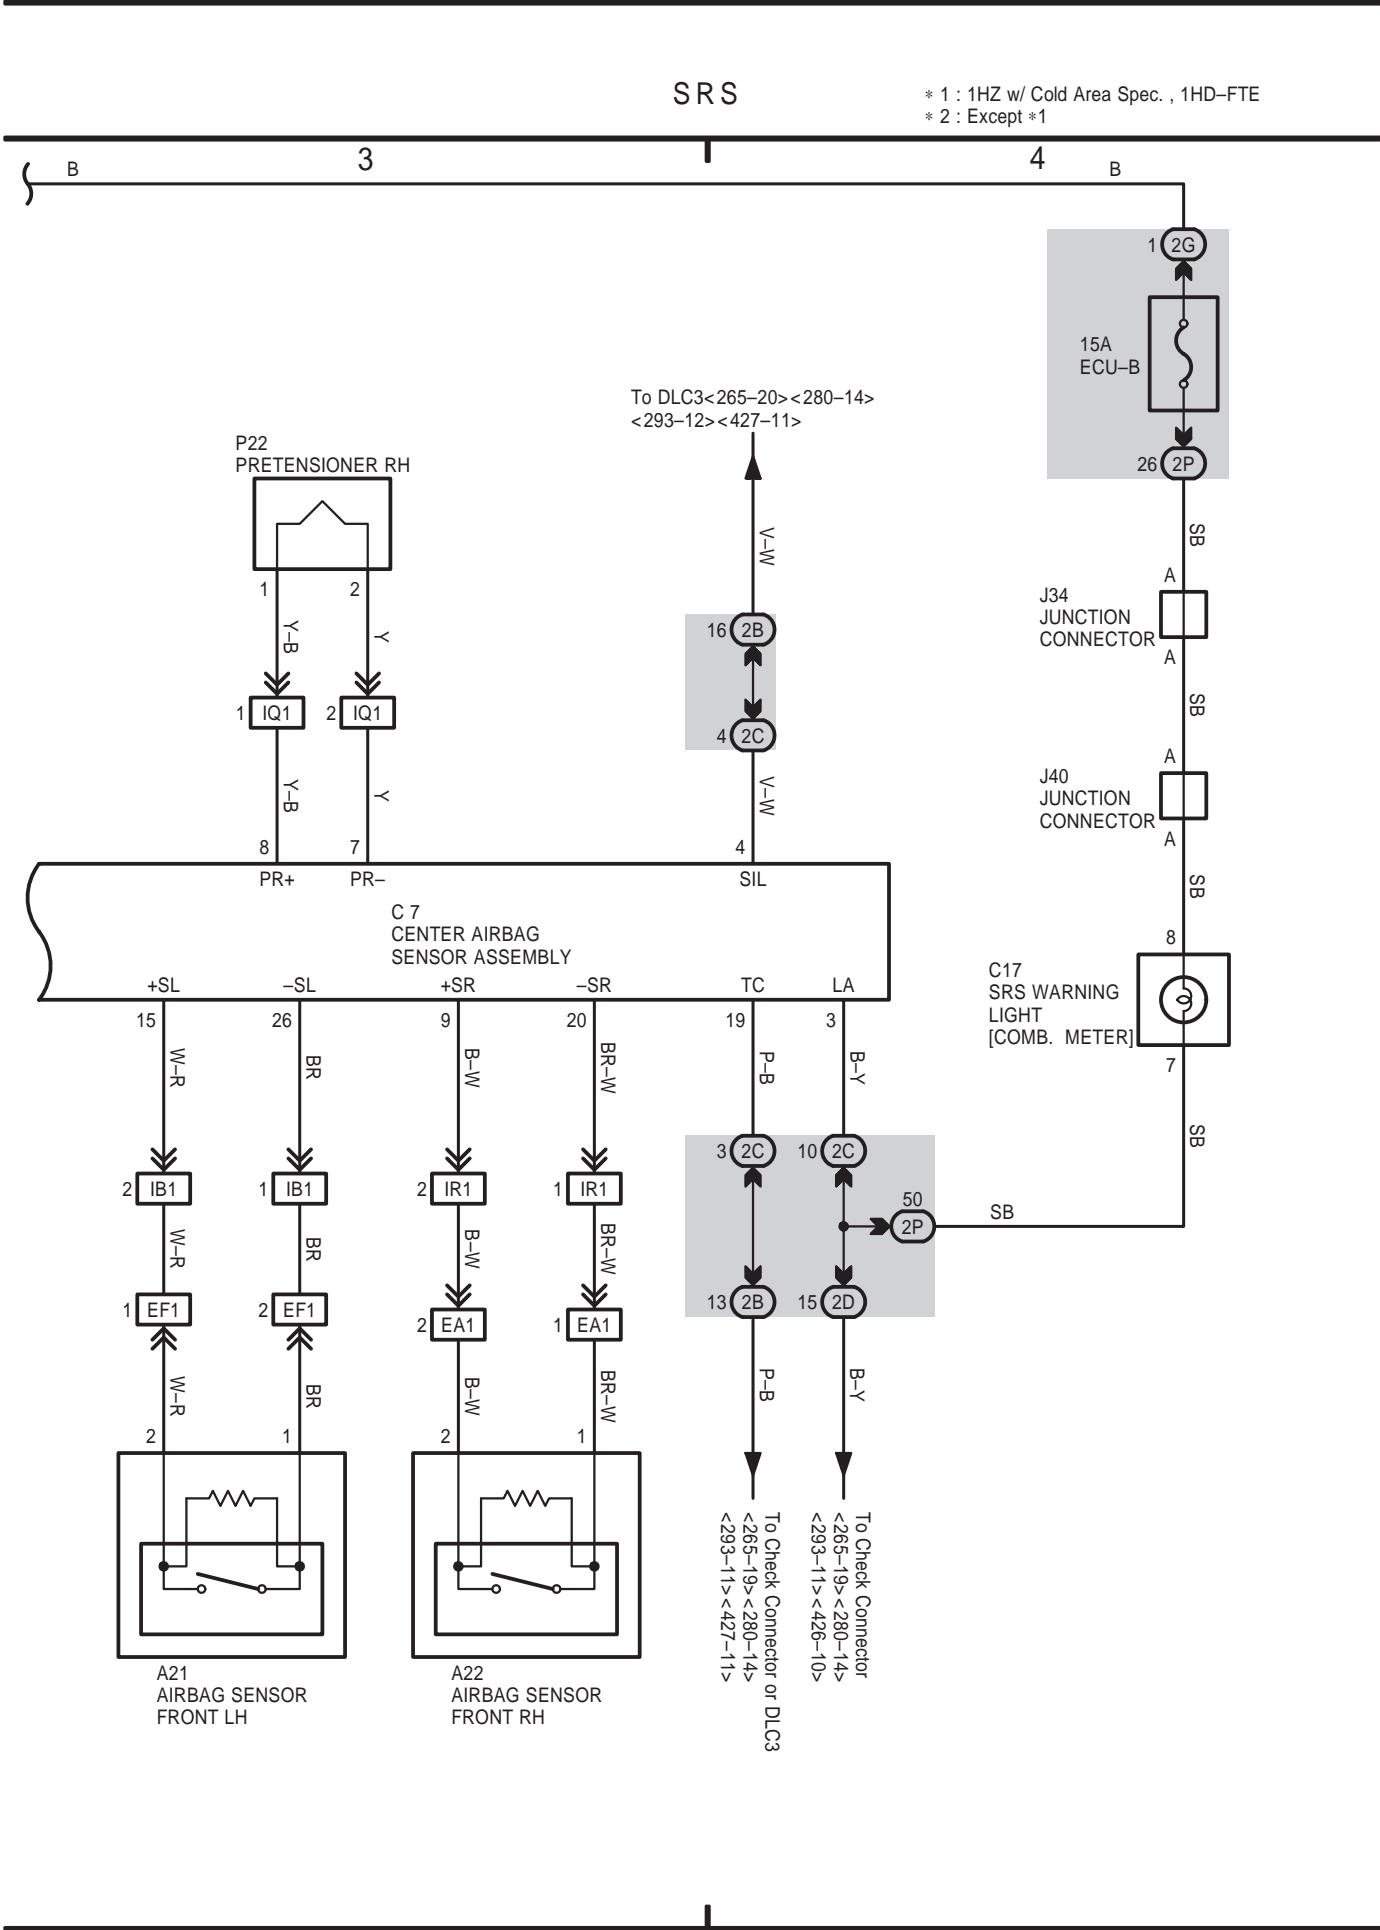 SRS
* 1 : 1HZ w/ Cold Area Spec. , 1HD–FTE
* 2 : Except *1
3
4
B
B
1
2G
15A
ECU–B
26
2P
To DLC3<265–20><280–14>
<293–12><427–11>
P22
PRETENSIONER RH
1
2
V–W
SB
A
J34
JUNCTION
CONNECTOR
A
Y–B
Y
16
2B
1
IQ1
2
IQ1
4
2C
SB
A
J40
JUNCTION
CONNECTOR
A
Y–B
Y
V–W
8
7
4
PR+
PR–
SIL
SB
C 7
CENTER AIRBAG
SENSOR ASSEMBLY
8
C17
SRS WARNING
LIGHT
[COMB. METER]
7
+SL
–SL
+SR
–SR
TC
LA
15
26
9
20
19
3
W–R
BR
B–W
BR–W
P–B
B–Y
SB
3
2C
10
2C
2
IB1
1
IB1
2
IR1
1
IR1
50
2P
SB
W–R
BR
B–W
BR–W
13
2B
15
2D
1
EF1
2
EF1
2
EA1
1
EA1
W–R
BR
B–W
BR–W
P–B
B–Y
2
1
2
1
To Check Connector or DLC3
<265–19><280–14>
<293–11><427–11>
To Check Connector
<265–19><280–14>
<293–11><426–10>
A21
AIRBAG SENSOR
FRONT LH
A22
AIRBAG SENSOR
FRONT RH